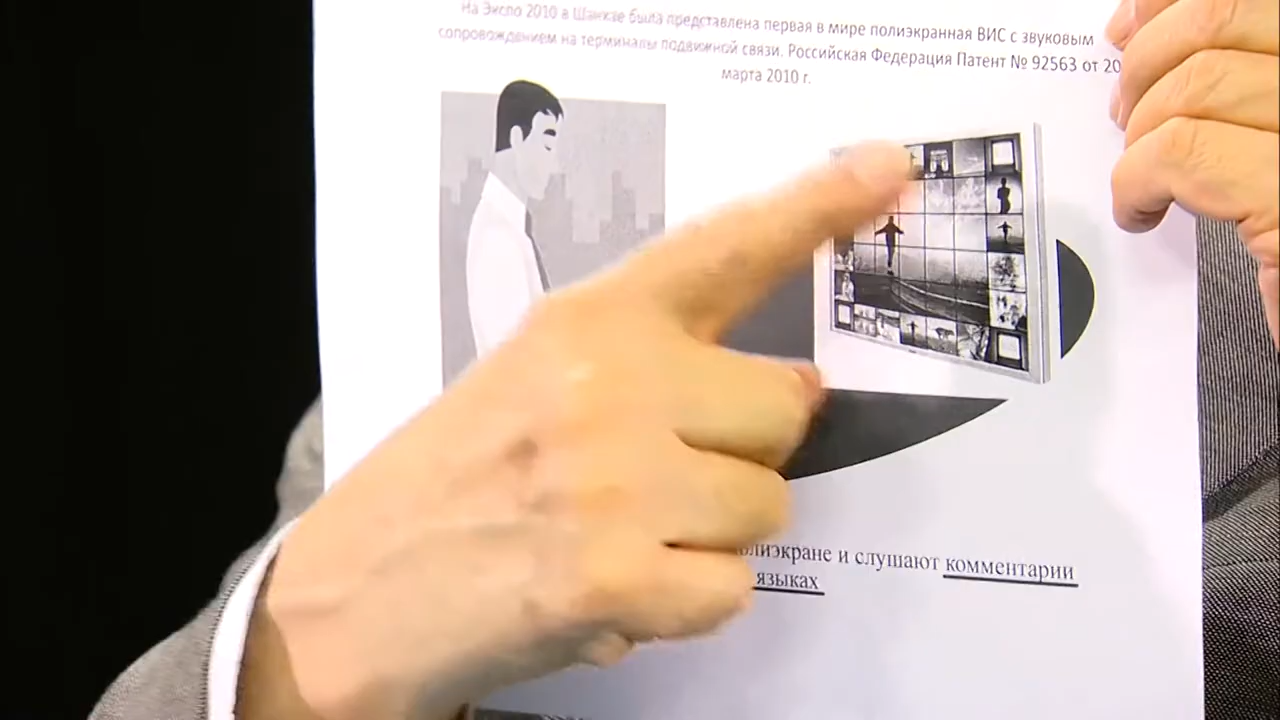 На Экспо 2010 в Шанхае была представлена первая в мире полиэкранная ВИС с звуковым
сопровождением на терминалы подвижной связи. Российская Федерация Патент № 92563 от 20
марта 2010 г.
и слушают комментарии
языках